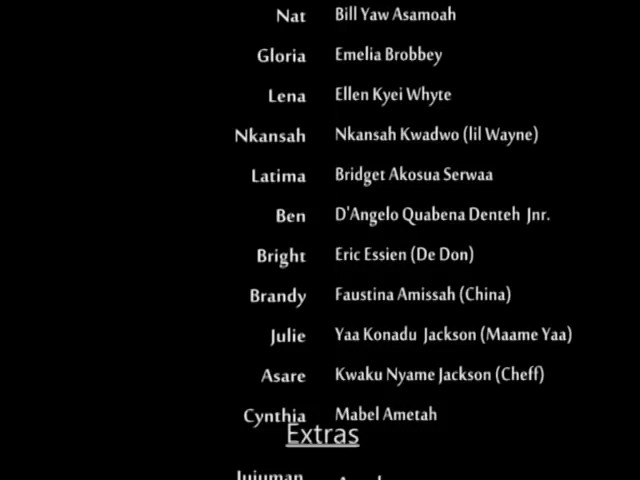 Nat Bill Yaw Asamoah
Gloria Emelia Brobbey
Lena Ellen Kyei Whyte
Nkansah Nkansah Kwadwo (lil Wayne)
Latima Bridget Akosua Serwaa
Ben D'Angelo Quabena Denteh Jnr.
Bright Eric Essien (De Don)
Brandy Faustina Amissah (China)
Julie Yaa Konadu Jackson (Maame Yaa)
Asare Kwaku Nyame Jackson (Cheff)
Cynthia Mabel Ametah
Extras
Jujuman